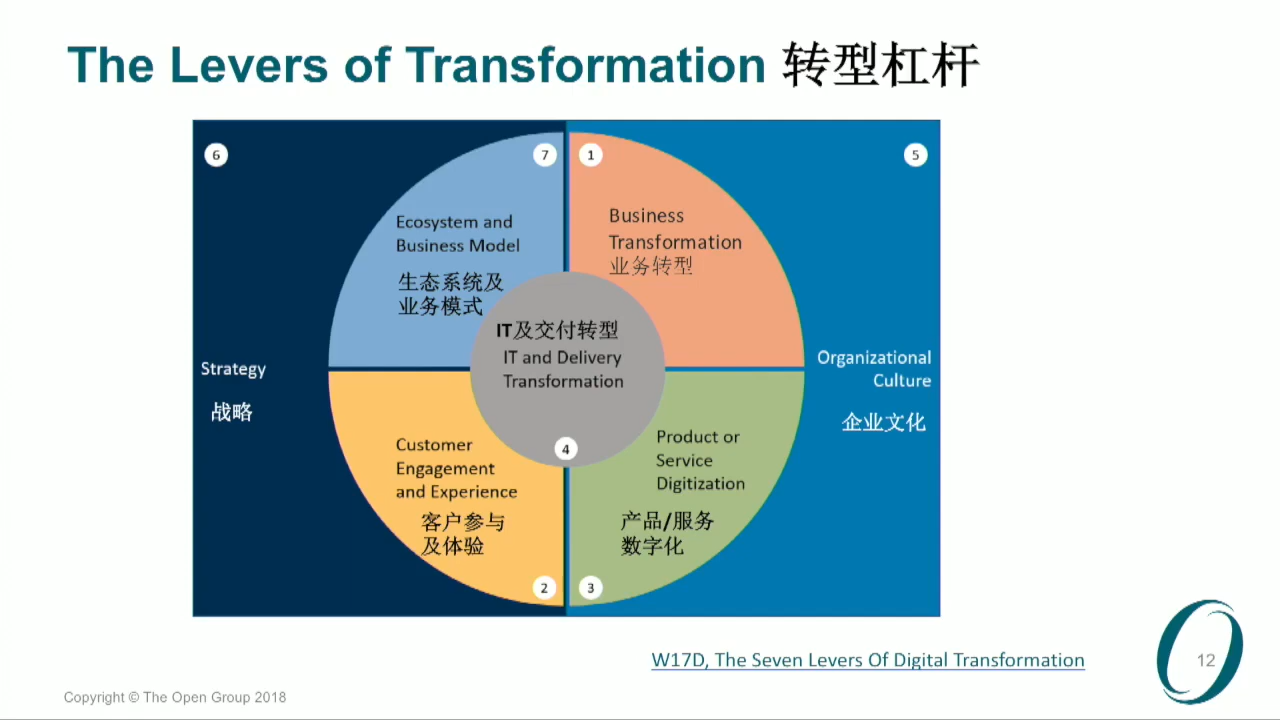 The Levers of Transformation 转型杠杆
6
7
1
5
Ecosystem and
Business Model
生态系统及
业务模式
Business
Transformation
业务转型
IT及交付转型
IT and Delivery
Transformation
4
Strategy
战略
Organizational
Culture
企业文化
Customer
Engagement
and Experience
客户参与
及体验
2
Product or
Service
Digitization
产品/服务
数字化
3
W17D, The Seven Levers Of Digital Transformation
12
Copyright © The Open Group 2018